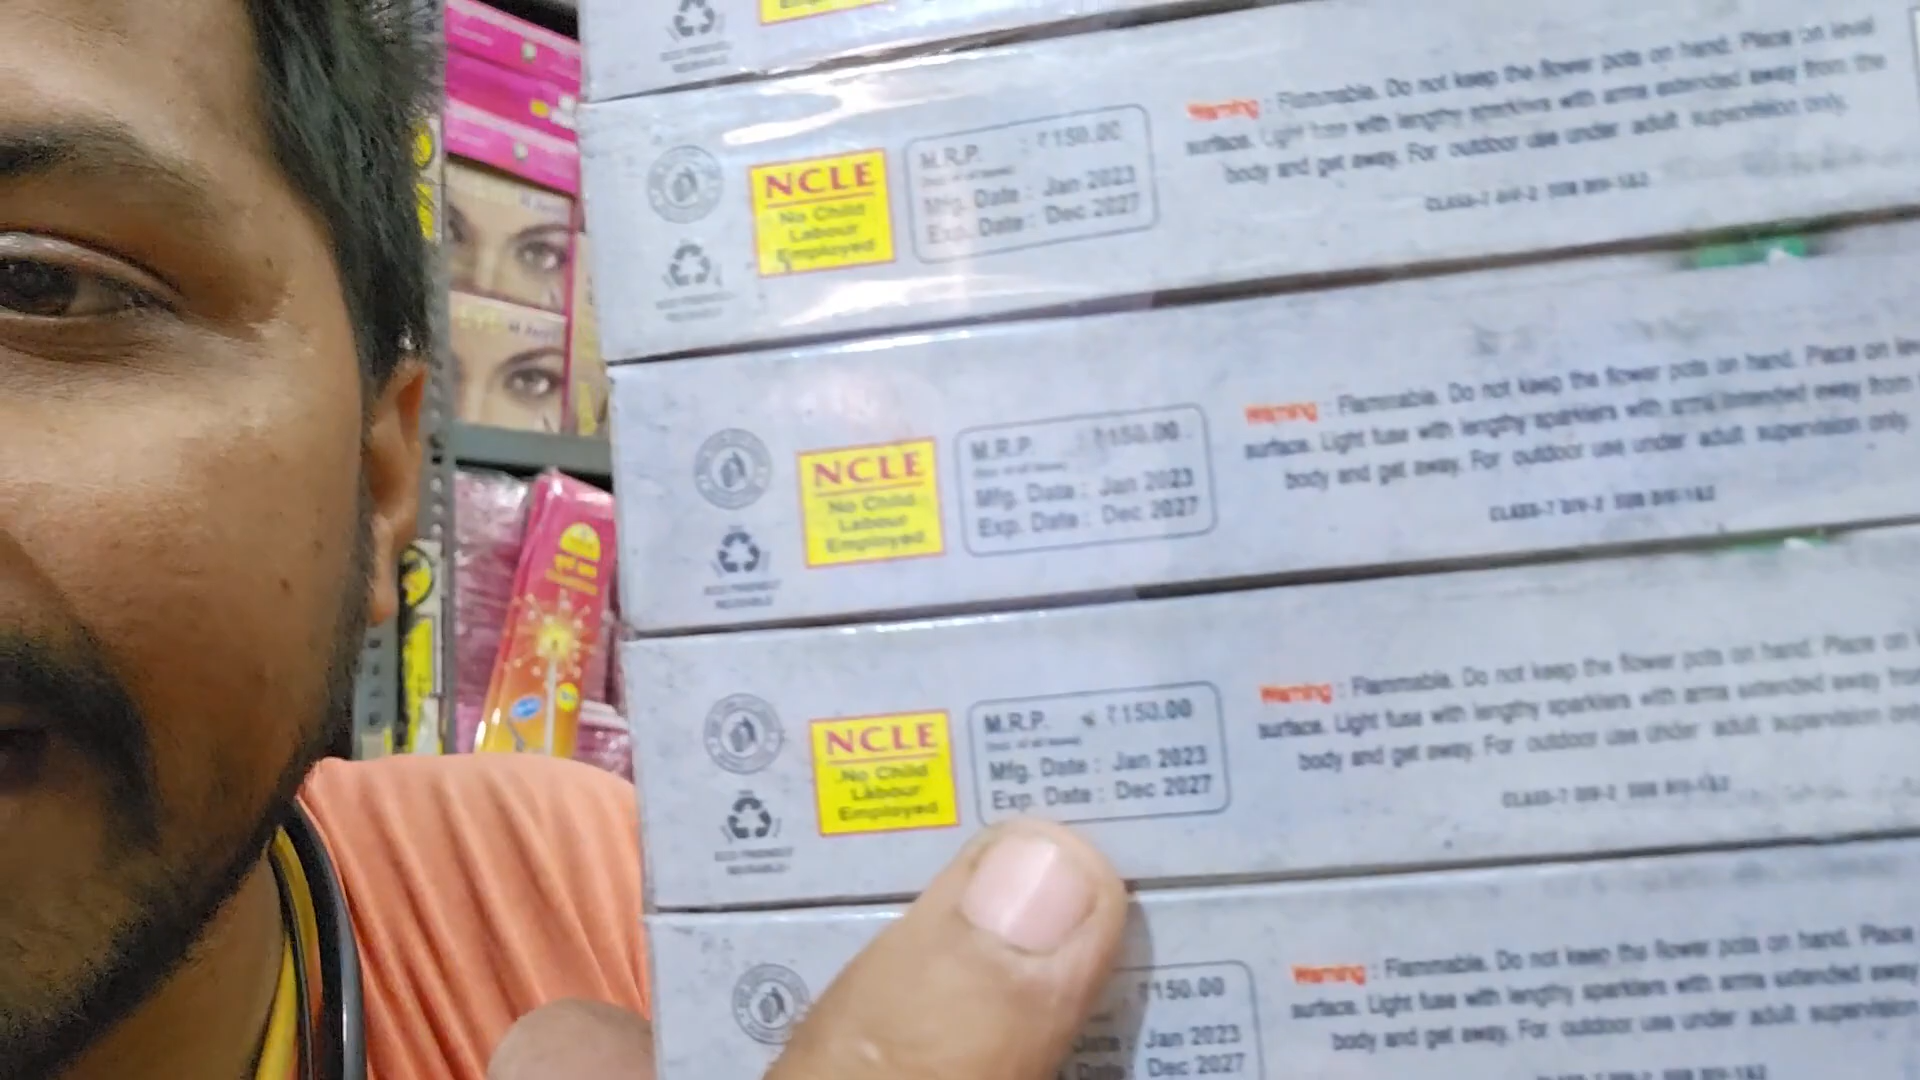 M.R.P. : ₹150.00
NCLE
No Child
Labour
Employed
Mfg. Date : Jan 2023
Exp. Date : Dec 2027
Warning : Flammable. Do not keep the flower pots on hand. Place on level
surface. Light fuse with lengthy sparklers with arms extended away from the
body and get away. For outdoor use under adult supervision only.
NCLE
No Child
Labour
Employed
M.R.P. : ₹150.00
Mfg. Date : Jan 2023
Exp. Date : Dec 2027
Warning : Flammable. Do not keep the flower pots on hand. Place on
surface. Light fuse with lengthy sparklers with arms extended away from
body and get away. For outdoor use under adult supervision only.
NCLE
No Child
Labour
Employed
M.R.P. ₹150.00
Mfg. Date : Jan 2023
Exp. Date : Dec 2027
Warning : Flammable. Do not keep the flower pots on hand. Place on
surface. Light fuse with lengthy sparklers with arms extended away
body and get away. For outdoor use under adult supervision
₹150.00
Date : Jan 2023
Date : Dec 2027
Warning : Flammable. Do not keep the flower pots on hand. Place
surface. Light fuse with lengthy sparklers with arms extended away
body and get away. For outdoor use under adult supervision